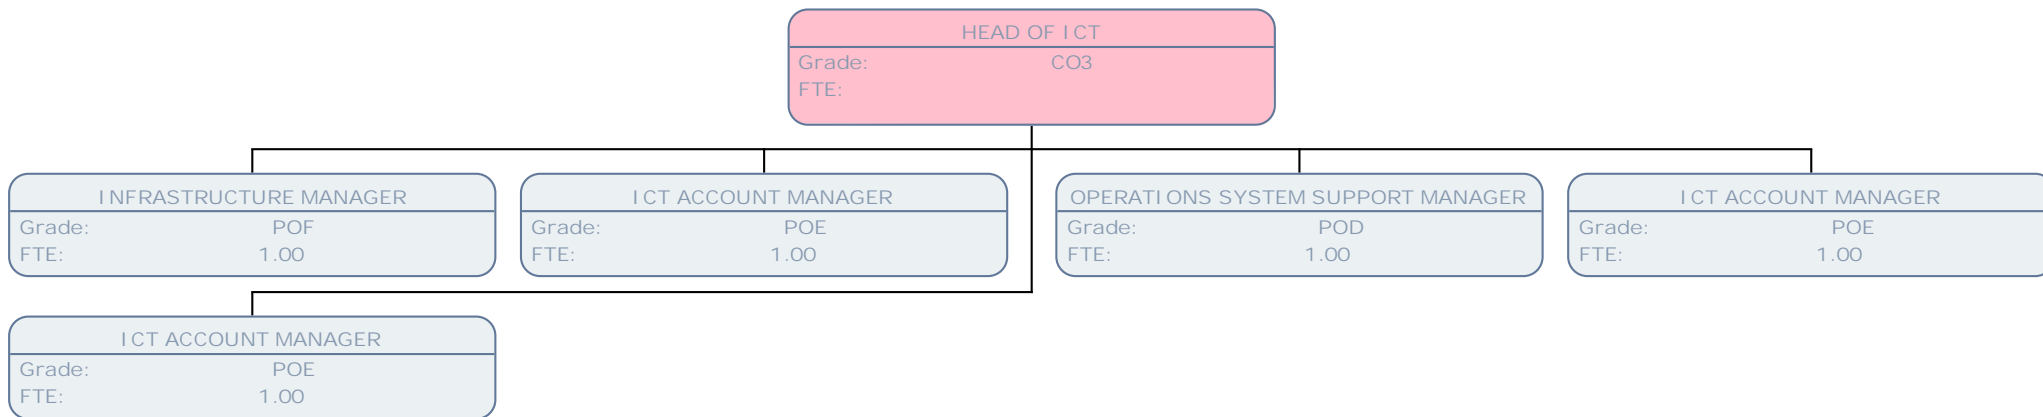 HEAD OF ICT
Grade: CO3
FTE:
INFRASTRUCTURE MANAGER
Grade: POF
FTE: 1.00
ICT ACCOUNT MANAGER
Grade: POE
FTE: 1.00
OPERATIONS SYSTEM SUPPORT MANAGER
Grade: POD
FTE: 1.00
ICT ACCOUNT MANAGER
Grade: POE
FTE: 1.00
ICT ACCOUNT MANAGER
Grade: POE
FTE: 1.00